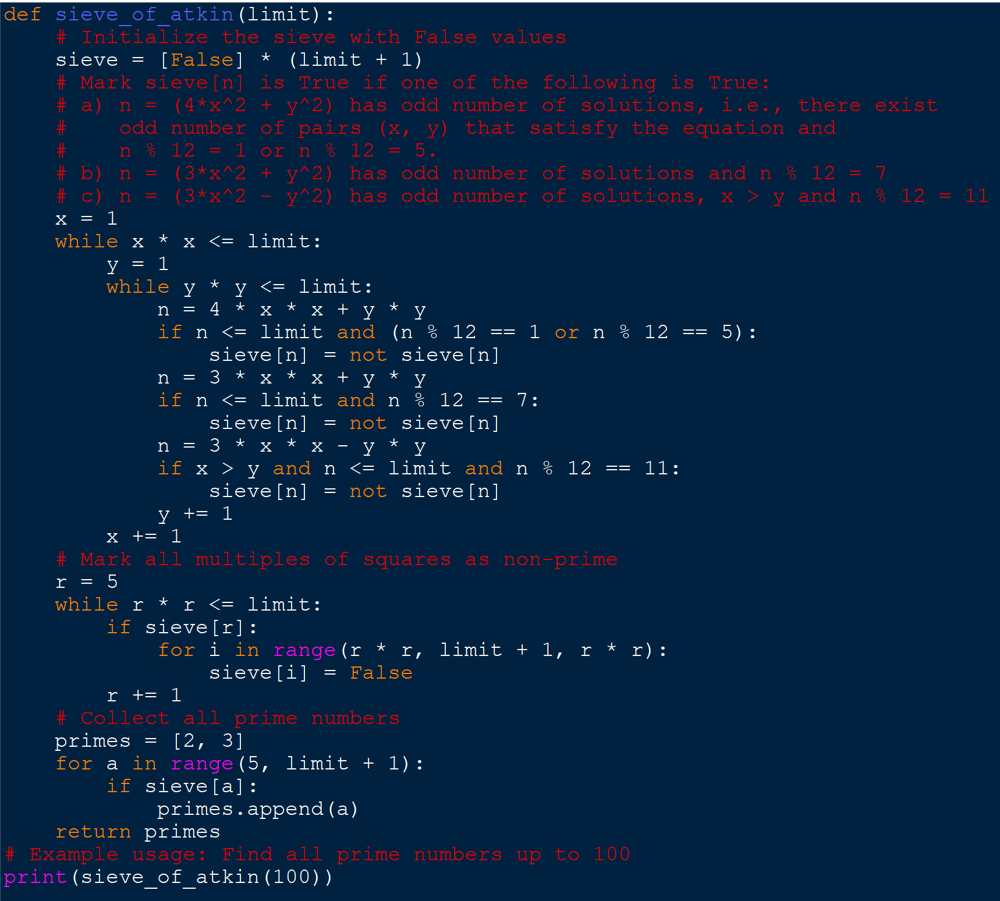 def sieve_of_atkin(limit):
    # Initialize the sieve with False values
    sieve = [False] * (limit + 1)
    # Mark sieve[n] is True if one of the following is True:
    # a) n = (4*x^2 + y^2) has odd number of solutions, i.e., there exist
    #    odd number of pairs (x, y) that satisfy the equation and
    #    n % 12 = 1 or n % 12 = 5.
    # b) n = (3*x^2 + y^2) has odd number of solutions and n % 12 = 7
    # c) n = (3*x^2 - y^2) has odd number of solutions, x > y and n % 12 = 11
    x = 1
    while x * x <= limit:
        y = 1
        while y * y <= limit:
            n = 4 * x * x + y * y
            if n <= limit and (n % 12 == 1 or n % 12 == 5):
                sieve[n] = not sieve[n]
            n = 3 * x * x + y * y
            if n <= limit and n % 12 == 7:
                sieve[n] = not sieve[n]
            n = 3 * x * x - y * y
            if x > y and n <= limit and n % 12 == 11:
                sieve[n] = not sieve[n]
            y += 1
        x += 1
    # Mark all multiples of squares as non-prime
    r = 5
    while r * r <= limit:
        if sieve[r]:
            for i in range(r * r, limit + 1, r * r):
                sieve[i] = False
        r += 1
    # Collect all prime numbers
    primes = [2, 3]
    for a in range(5, limit + 1):
        if sieve[a]:
            primes.append(a)
    return primes
# Example usage: Find all prime numbers up to 100
print(sieve_of_atkin(100))